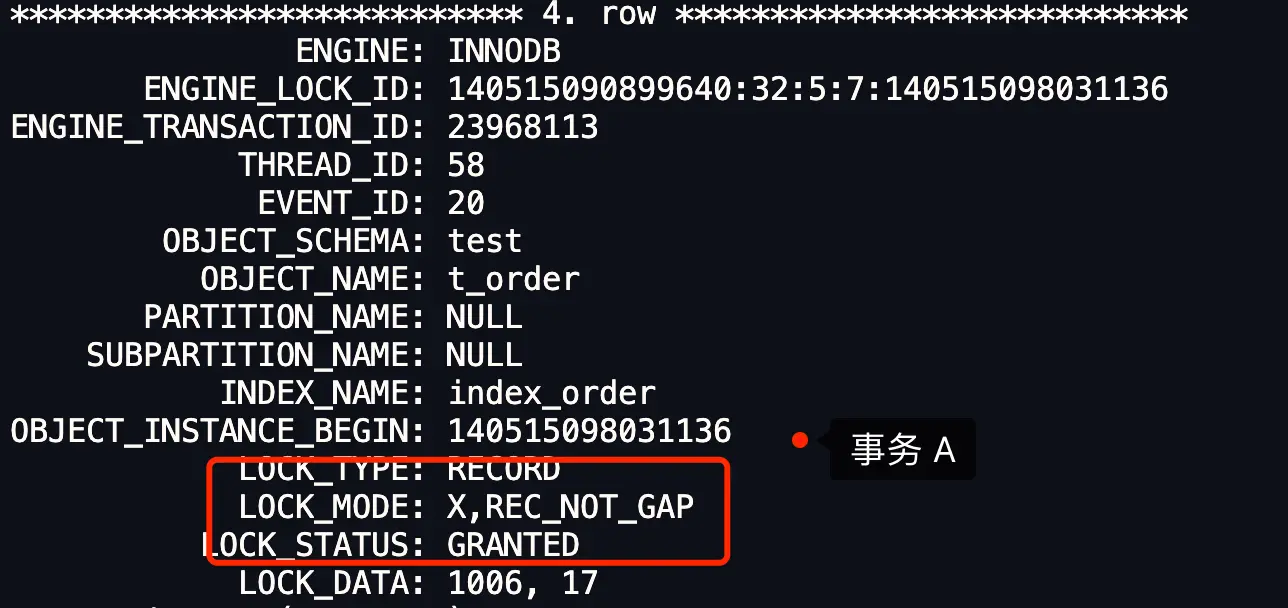 *************************** 4. row ***************************
ENGINE: INNODB
ENGINE_LOCK_ID: 140515090899640:32:5:7:140515098031136
ENGINE_TRANSACTION_ID: 23968113
THREAD_ID: 58
EVENT_ID: 20
OBJECT_SCHEMA: test
OBJECT_NAME: t_order
PARTITION_NAME: NULL
SUBPARTITION_NAME: NULL
INDEX_NAME: index_order
OBJECT_INSTANCE_BEGIN: 140515098031136
事务 A
LOCK_TYPE: RECORD
LOCK_MODE: X,REC_NOT_GAP
LOCK_STATUS: GRANTED
LOCK_DATA: 1006, 17